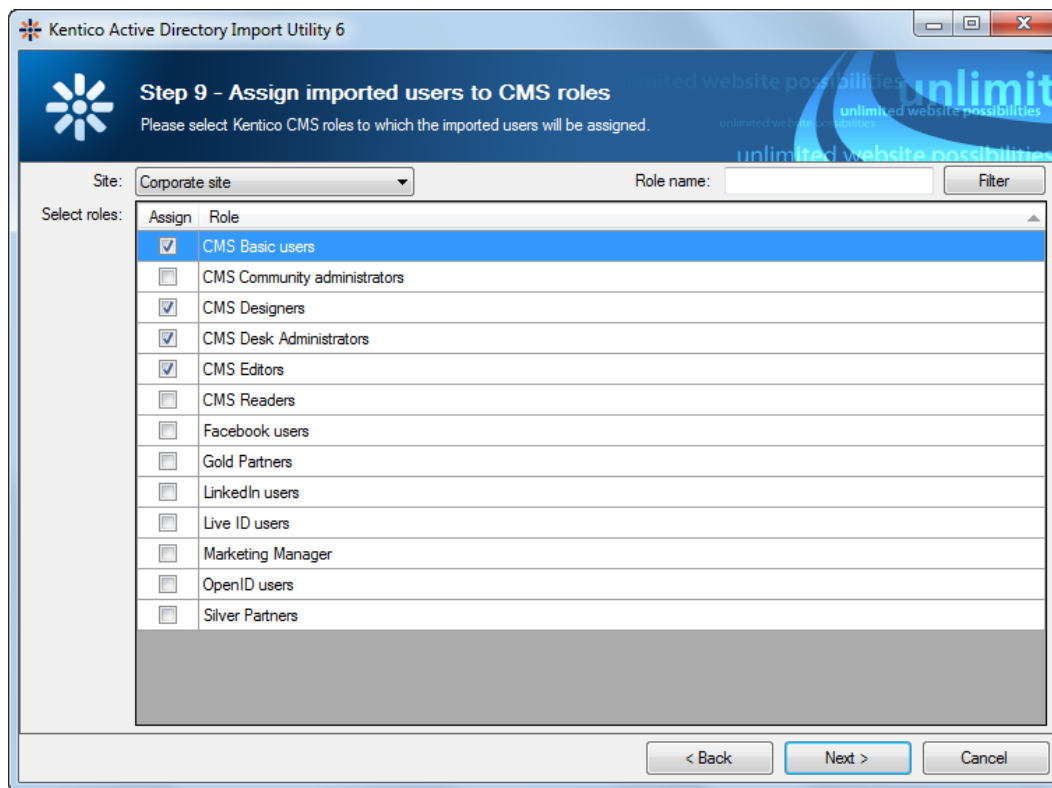 Kentico Active Directory Import Utility 6
Step 9 - Assign imported users to CMS roles
Please select Kentico CMS roles to which the imported users will be assigned.
unlimited website possibilities
unlimit
unlimited website possibilities
unlimited website possibilities
unlimited website possibilities
Site: Corporate site Role name: Filter
Select roles: Assign Role
CMS Basic users
CMS Community administrators
CMS Designers
CMS Desk Administrators
CMS Editors
CMS Readers
Facebook users
Gold Partners
LinkedIn users
Live ID users
Marketing Manager
OpenID users
Silver Partners
< Back Next > Cancel